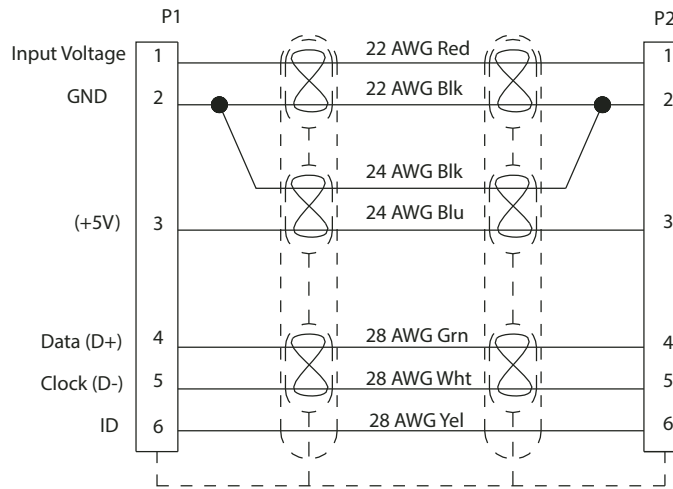 P1 P2
Input Voltage 1 22 AWG Red 1
GND 2 22 AWG Blk 2
24 AWG Blk
(+5V) 3 24 AWG Blu 3
Data (D+) 4 28 AWG Grn 4
Clock (D-) 5 28 AWG Wht 5
ID 6 28 AWG Yel 6